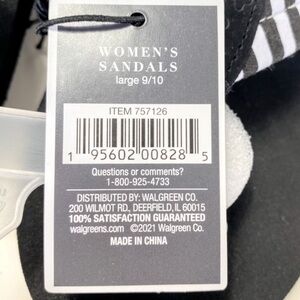 WOMEN'S
SANDALS
large 9/10
ITEM 757126
1 95602 00828 5
Questions or comments?
1-800-925-4733
DISTRIBUTED BY: WALGREEN CO.
200 WILMOT RD., DEERFIELD, IL 60015
100% SATISFACTION GUARANTEED
walgreens.com ©2021 Walgreen Co.
MADE IN CHINA